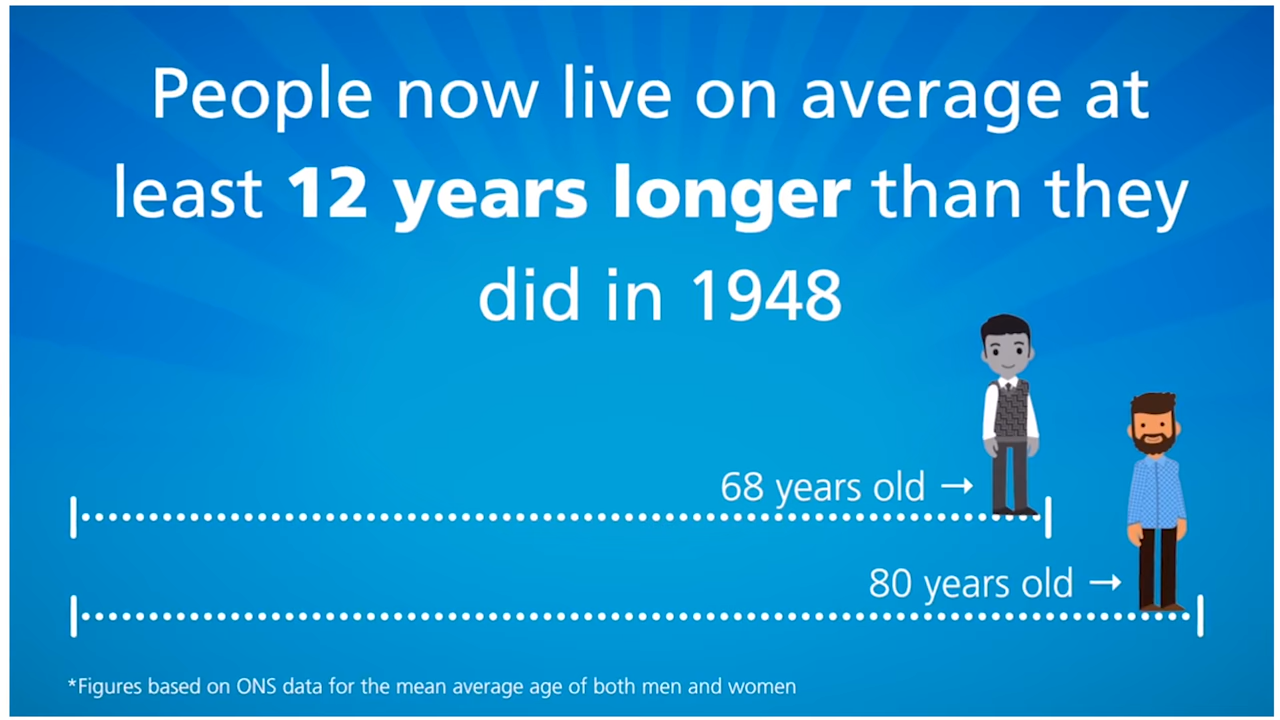 People now live on average at
least 12 years longer than they
did in 1948
68 years old →
80 years old →
*Figures based on ONS data for the mean average age of both men and women